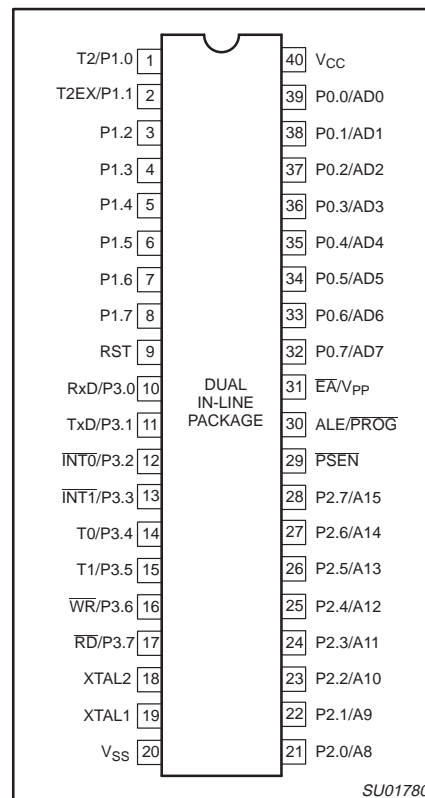 T2/P1.0 1 40 VCC
T2EX/P1.1 2 39 P0.0/AD0
P1.2 3 38 P0.1/AD1
P1.3 4 37 P0.2/AD2
P1.4 5 36 P0.3/AD3
P1.5 6 35 P0.4/AD4
P1.6 7 34 P0.5/AD5
P1.7 8 33 P0.6/AD6
RST 9 32 P0.7/AD7
RxD/P3.0 10 31 E̅A̅/VPP
TxD/P3.1 11 30 ALE/P̅R̅O̅G̅
I̅N̅T̅0̅/P3.2 12 29 P̅S̅E̅N̅
I̅N̅T̅1̅/P3.3 13 28 P2.7/A15
T0/P3.4 14 27 P2.6/A14
T1/P3.5 15 26 P2.5/A13
W̅R̅/P3.6 16 25 P2.4/A12
R̅D̅/P3.7 17 24 P2.3/A11
XTAL2 18 23 P2.2/A10
XTAL1 19 22 P2.1/A9
VSS 20 21 P2.0/A8
DUAL
IN-LINE
PACKAGE
SU01780